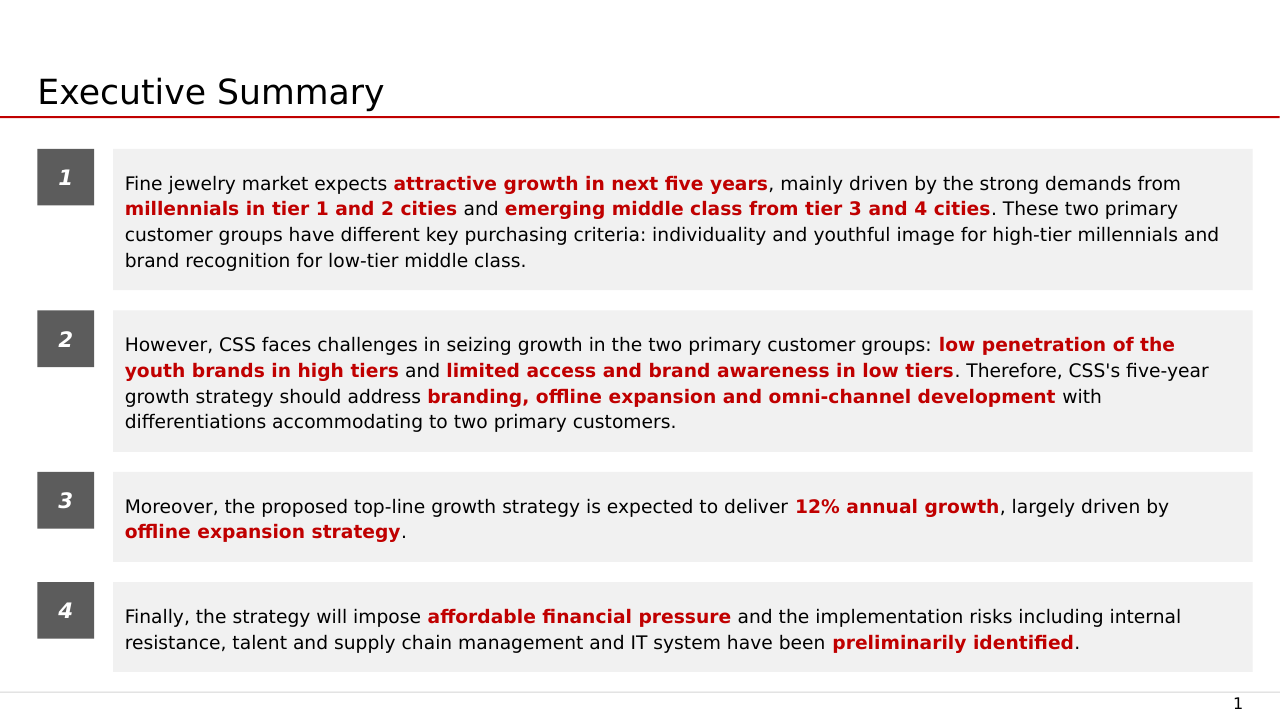 Executive Summary
1
Fine jewelry market expects attractive growth in next five years, mainly driven by the strong demands from
millennials in tier 1 and 2 cities and emerging middle class from tier 3 and 4 cities. These two primary
customer groups have different key purchasing criteria: individuality and youthful image for high-tier millennials and
brand recognition for low-tier middle class.
2
However, CSS faces challenges in seizing growth in the two primary customer groups: low penetration of the
youth brands in high tiers and limited access and brand awareness in low tiers. Therefore, CSS's five-year
growth strategy should address branding, offline expansion and omni-channel development with
differentiations accommodating to two primary customers.
3
Moreover, the proposed top-line growth strategy is expected to deliver 12% annual growth, largely driven by
offline expansion strategy.
4
Finally, the strategy will impose affordable financial pressure and the implementation risks including internal
resistance, talent and supply chain management and IT system have been preliminarily identified.
1